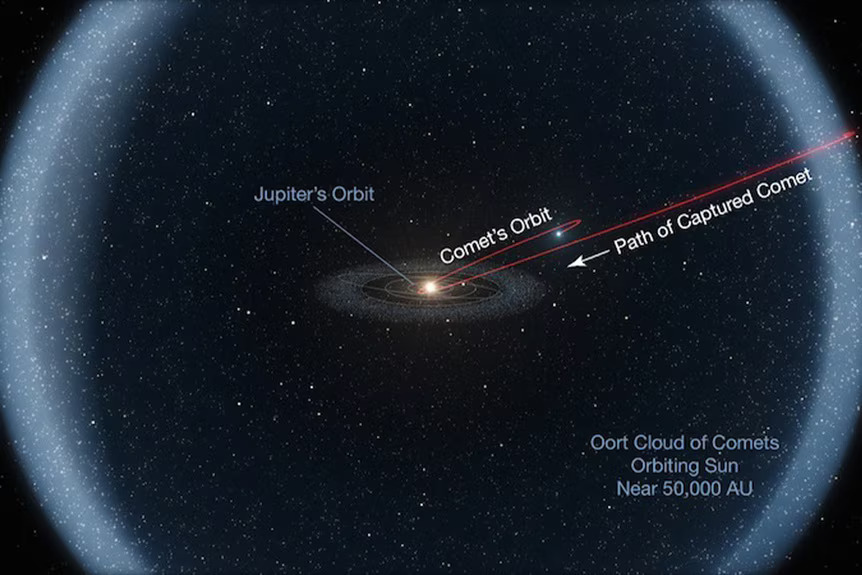 Jupiter's Orbit
Comet's Orbit
Path of Captured Comet
Oort Cloud of Comets
Orbiting Sun
Near 50,000 AU